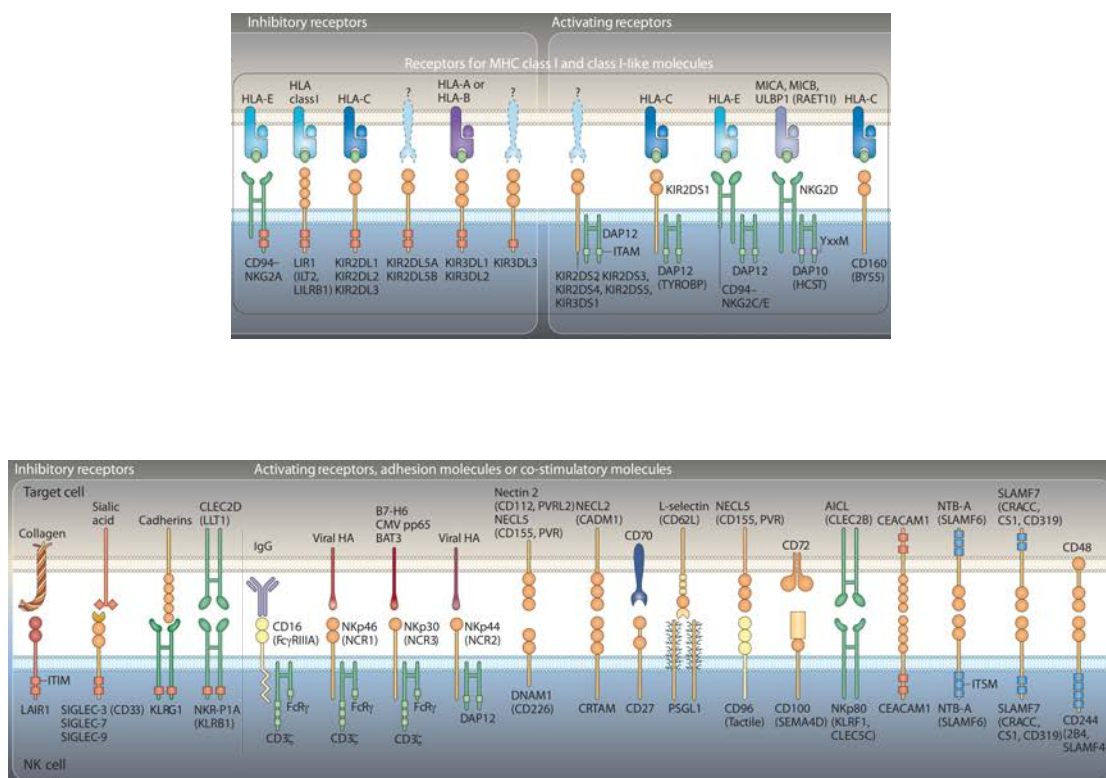 Inhibitory receptors
Activating receptors
Receptors for MHC class I and class I-like molecules
HLA-E
HLA
class I
HLA-C
?
HLA-A or
HLA-B
?
?
HLA-C
HLA-E
MICA, MICB,
ULBP1 (RAET1I)
HLA-C
KIR2DS1
NKG2D
DAP12
ITAM
YxxM
CD94–
NKG2A
LIR1
(ILT2,
LILRB1)
KIR2DL1
KIR2DL2
KIR2DL3
KIR2DL5A
KIR2DL5B
KIR3DL1
KIR3DL2
KIR3DL3
KIR2DS2, KIR2DS3,
KIR2DS4, KIR2DS5,
KIR3DS1
DAP12
(TYROBP)
DAP12
CD94–
NKG2C/E
DAP10
(HCST)
CD160
(BY55)
Inhibitory receptors
Activating receptors, adhesion molecules or co-stimulatory molecules
Target cell
Collagen
Sialic
acid
Cadherins
CLEC2D
(LLT1)
IgG
Viral HA
B7-H6
CMV pp65
BAT3
Viral HA
Nectin 2
(CD112, PVRL2)
NECL5
(CD155, PVR)
NECL2
(CADM1)
CD70
L-selectin
(CD62L)
NECL5
(CD155, PVR)
CD72
AICL
(CLEC2B)
CEACAM1
NTB-A
(SLAMF6)
SLAMF7
(CRACC,
CS1, CD319)
CD48
CD16
(FcγRIIIA)
NKp46
(NCR1)
NKp30
(NCR3)
NKp44
(NCR2)
ITIM
ITSM
LAIR1
SIGLEC-3 (CD33)
SIGLEC-7
SIGLEC-9
KLRG1
NKR-P1A
(KLRB1)
FcRγ
CD3ζ
FcRγ
CD3ζ
FcRγ
CD3ζ
DAP12
DNAM1
(CD226)
CRTAM
CD27
PSGL1
CD96
(Tactile)
CD100
(SEMA4D)
NKp80
(KLRF1,
CLEC5C)
CEACAM1
NTB-A
(SLAMF6)
SLAMF7
(CRACC,
CS1, CD319)
CD244
(2B4,
SLAMF4
NK cell